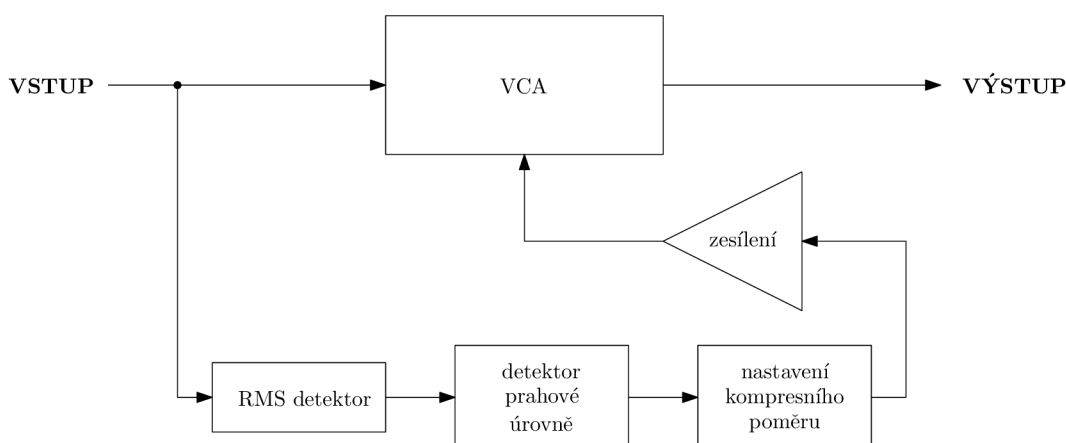 VSTUP
VCA
VÝSTUP
zesílení
RMS detektor
detektor
prahové
úrovně
nastavení
kompresního
poměru